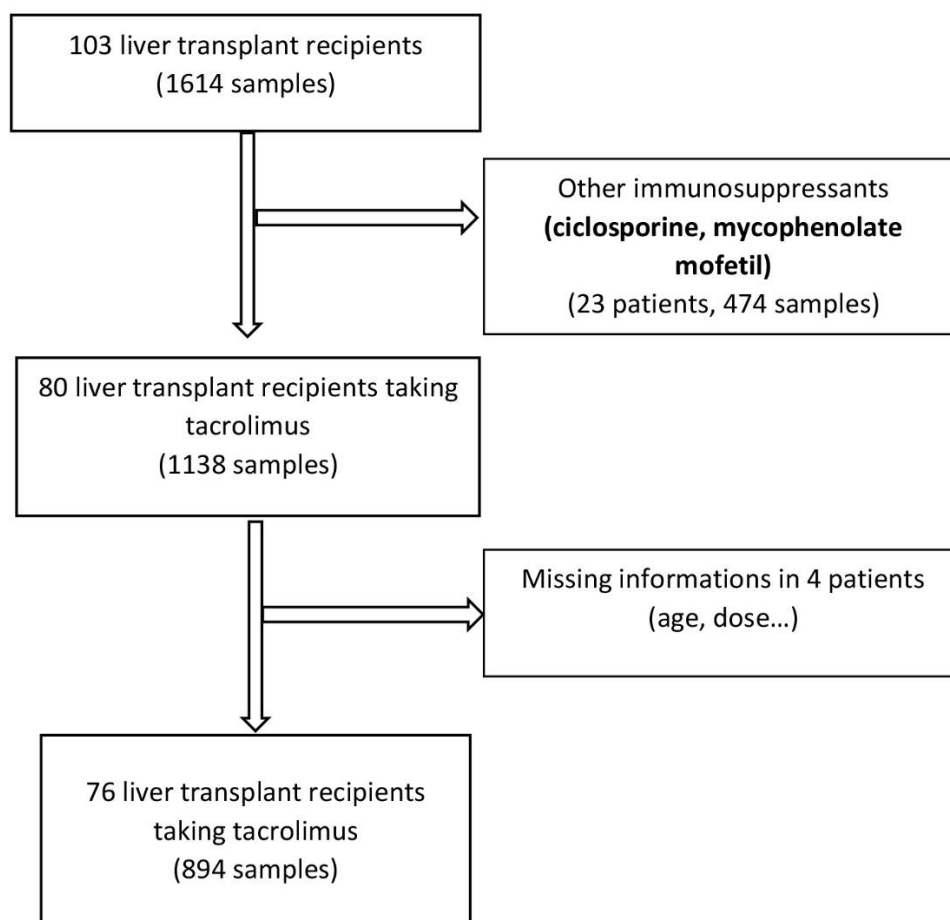 103 liver transplant recipients
(1614 samples)
Other immunosuppressants
(ciclosporine, mycophenolate
mofetil)
(23 patients, 474 samples)
80 liver transplant recipients taking
tacrolimus
(1138 samples)
Missing informations in 4 patients
(age, dose…)
76 liver transplant recipients
taking tacrolimus
(894 samples)